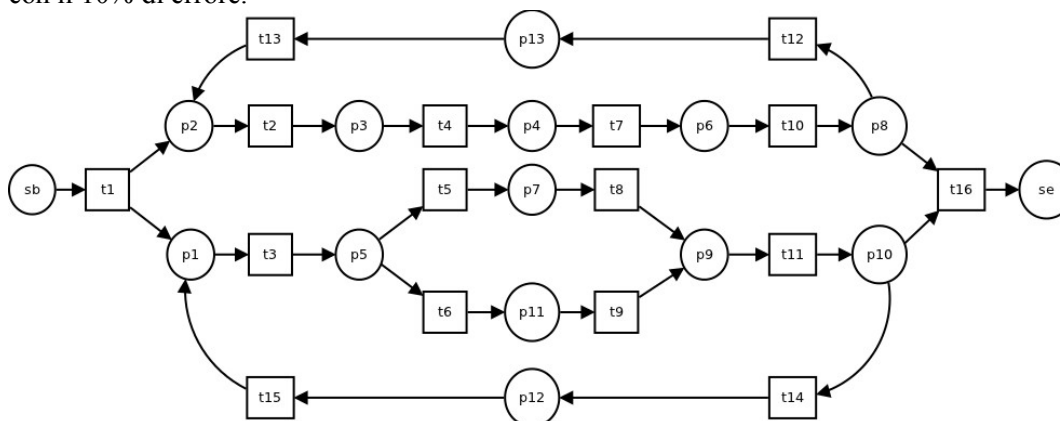 con il 10% di errore.
t13 p13 t12
p2 t2 p3 t4 p4 t7 p6 t10 p8
sb t1 t5 p7 t8 t16 se
p1 t3 p5 p9 t11 p10
t6 p11 t9
t15 p12 t14